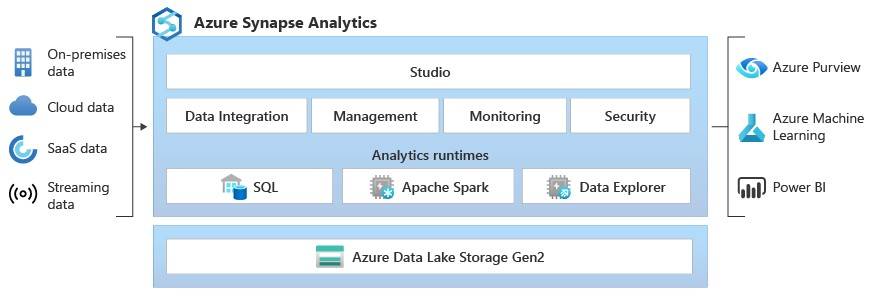 Azure Synapse Analytics
On-premises
data
Cloud data
SaaS data
Streaming
data
Studio
Data Integration
Management
Monitoring
Security
Analytics runtimes
SQL
Apache Spark
Data Explorer
Azure Data Lake Storage Gen2
Azure Purview
Azure Machine
Learning
Power BI